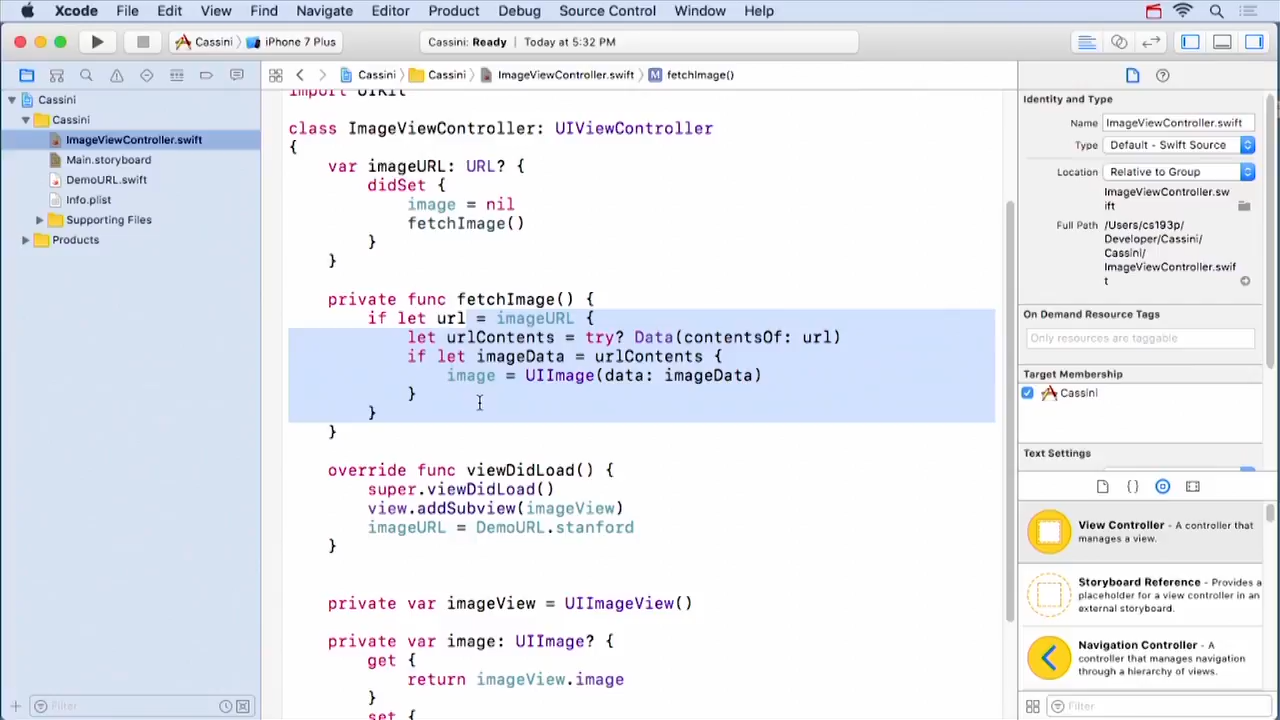 Xcode File Edit View Find Navigate Editor Product Debug Source Control Window Help
Cassini iPhone 7 Plus Cassini: Ready | Today at 5:32 PM
Cassini Cassini ImageViewController.swift M fetchImage()
Cassini
Cassini
ImageViewController.swift
Main.storyboard
DemoURL.swift
Info.plist
Supporting Files
Products
Filter
import UIKit
class ImageViewController: UIViewController
{
var imageURL: URL? {
didSet {
image = nil
fetchImage()
}
}
private func fetchImage() {
if let url = imageURL {
let urlContents = try? Data(contentsOf: url)
if let imageData = urlContents {
image = UIImage(data: imageData)
}
}
}
override func viewDidLoad() {
super.viewDidLoad()
view.addSubview(imageView)
imageURL = DemoURL.stanford
}
private var imageView = UIImageView()
private var image: UIImage? {
get {
return imageView.image
}
set {
Identity and Type
Name ImageViewController.swift
Type Default - Swift Source
Location Relative to Group
ImageViewController.sw
ift
Full Path /Users/cs193p/
Developer/Cassini/
Cassini/
ImageViewController.swif
t
On Demand Resource Tags
Only resources are taggable
Target Membership
Cassini
Text Settings
{ }
View Controller - A controller that
manages a view.
Storyboard Reference - Provides a
placeholder for a view controller in an
external storyboard.
Navigation Controller - A
controller that manages navigation
through a hierarchy of views.
Filter